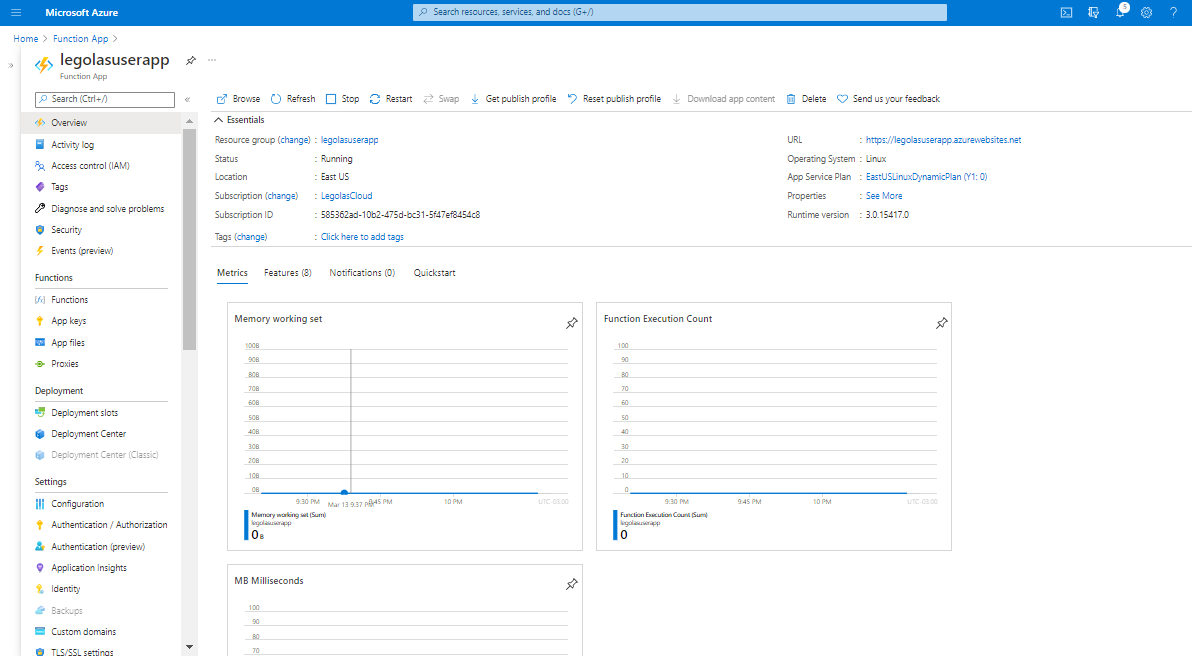 Microsoft Azure
Search resources, services, and docs (G+/)
5
Home > Function App >
legolasuserapp
Function App
Search (Ctrl+/)
Overview
Activity log
Access control (IAM)
Tags
Diagnose and solve problems
Security
Events (preview)
Functions
Functions
App keys
App files
Proxies
Deployment
Deployment slots
Deployment Center
Deployment Center (Classic)
Settings
Configuration
Authentication / Authorization
Authentication (preview)
Application Insights
Identity
Backups
Custom domains
TLS/SSL settings
Browse Refresh Stop Restart Swap Get publish profile Reset publish profile Download app content Delete Send us your feedback
Essentials
Resource group (change) : legolasuserapp
Status : Running
Location : East US
Subscription (change) : LegolasCloud
Subscription ID : 585362ad-10b2-475d-bc31-5f47ef8454c8
Tags (change) : Click here to add tags
URL : https://legolasuserapp.azurewebsites.net
Operating System : Linux
App Service Plan : EastUSLinuxDynamicPlan (Y1: 0)
Properties : See More
Runtime version : 3.0.15417.0
Metrics Features (8) Notifications (0) Quickstart
Memory working set
100B
90B
80B
70B
60B
50B
40B
30B
20B
10B
0B
9:30 PM Mar 13 9:37 PM 9:45 PM 10 PM UTC-03:00
Memory working set (Sum)
legolasuserapp
0 B
Function Execution Count
100
90
80
70
60
50
40
30
20
10
0
9:30 PM 9:45 PM 10 PM UTC-03:00
Function Execution Count (Sum)
legolasuserapp
0
MB Milliseconds
100
90
80
70